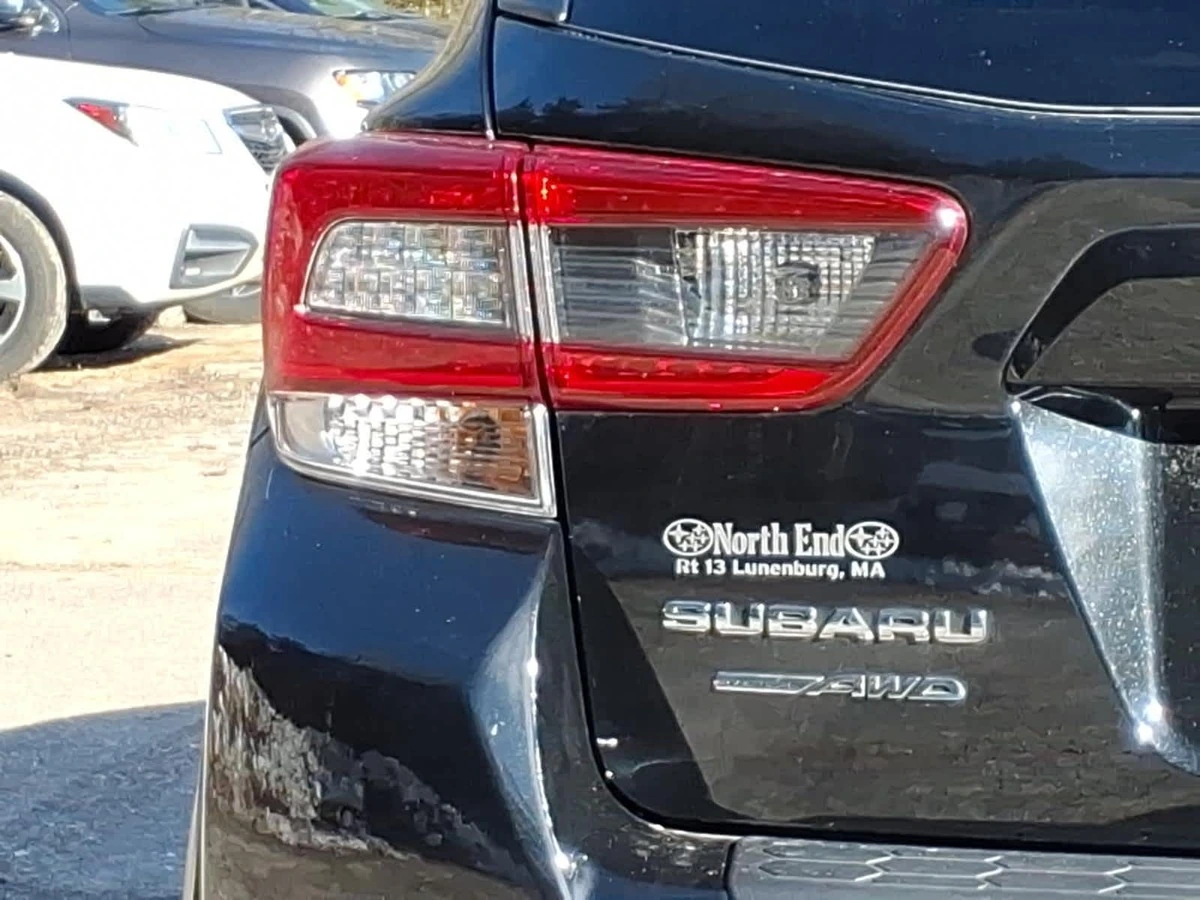 North End
Rt 13 Lunenburg, MA
SUBARU
AWD